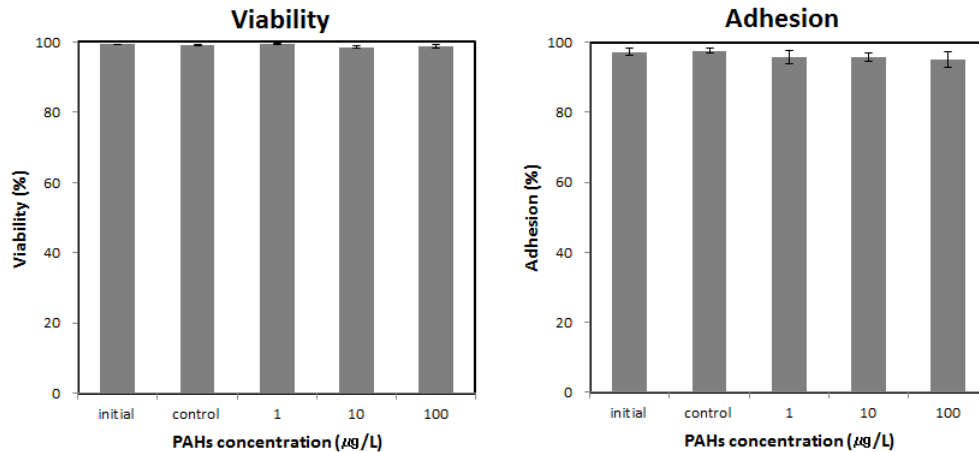 Viability
100
80
60
40
20
0
Viability (%)
initial control 1 10 100
PAHs concentration (㎍/L)
Adhesion
100
80
60
40
20
0
Adhesion (%)
initial control 1 10 100
PAHs concentration (㎍/L)